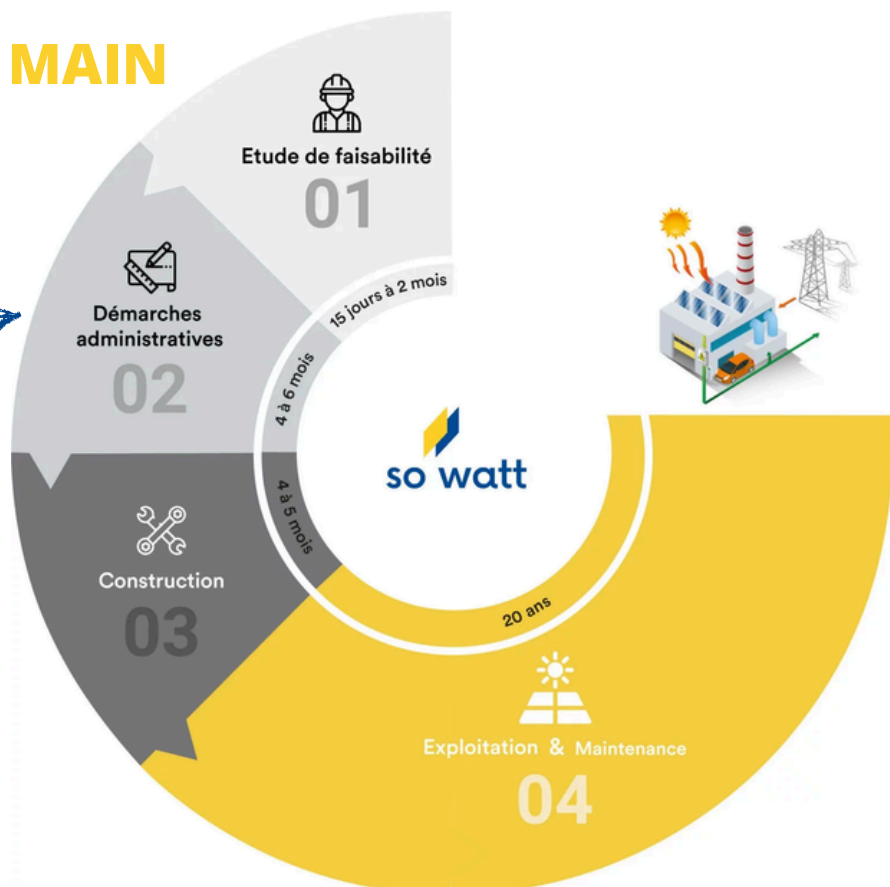 MAIN
Etude de faisabilité
01
15 jours à 2 mois
Démarches
administratives
02
4 à 6 mois
so watt
Construction
03
4 à 5 mois
20 ans
Exploitation & Maintenance
04